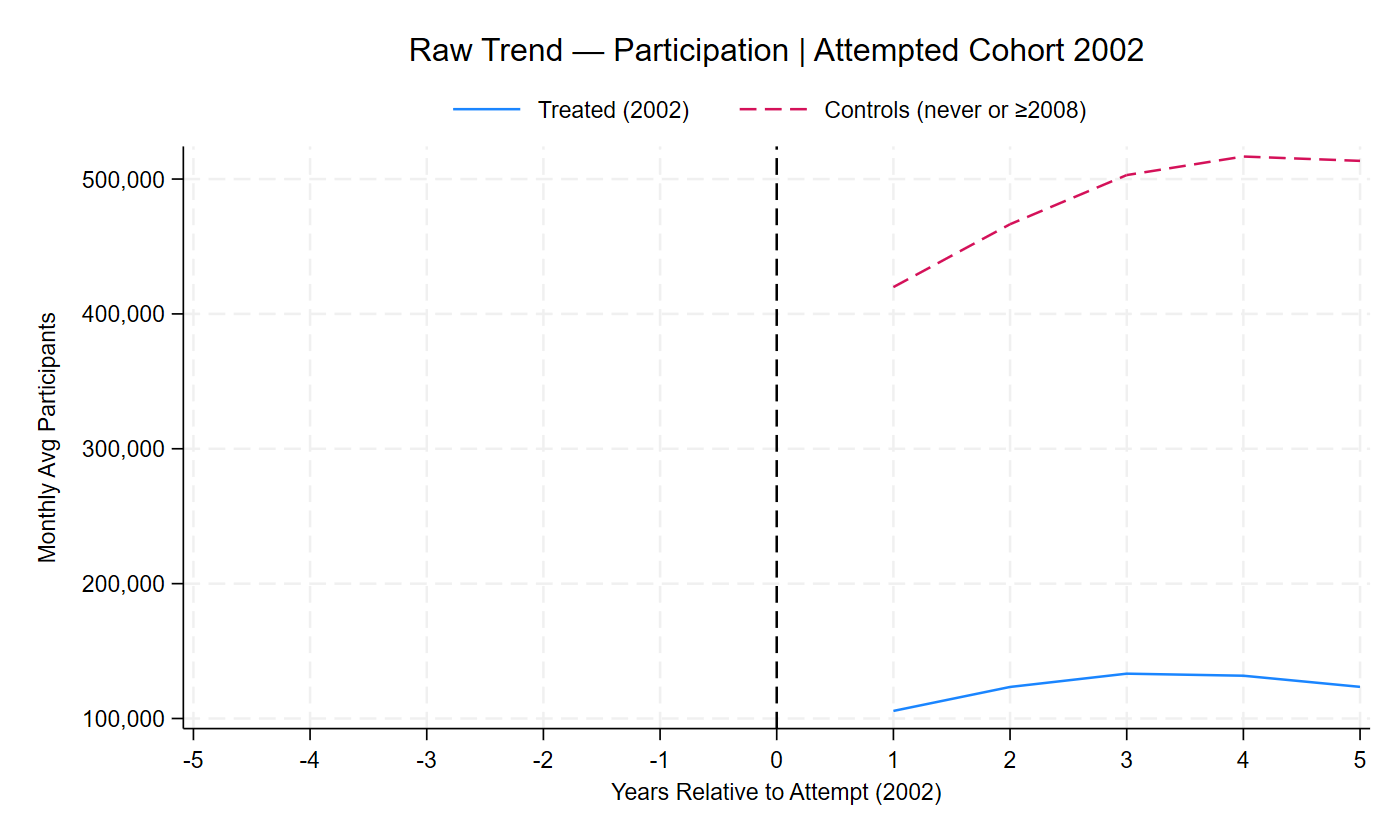 Raw Trend — Participation | Attempted Cohort 2002
Treated (2002) Controls (never or ≥2008)
Monthly Avg Participants
500,000
400,000
300,000
200,000
100,000
-5 -4 -3 -2 -1 0 1 2 3 4 5
Years Relative to Attempt (2002)